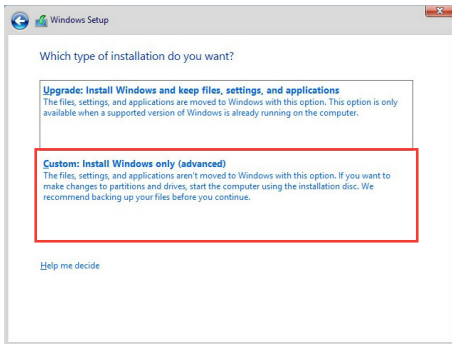 Windows Setup
Which type of installation do you want?
Upgrade: Install Windows and keep files, settings, and applications
The files, settings, and applications are moved to Windows with this option. This option is only
available when a supported version of Windows is already running on the computer.
Custom: Install Windows only (advanced)
The files, settings, and applications aren't moved to Windows with this option. If you want to
make changes to partitions and drives, start the computer using the installation disc. We
recommend backing up your files before you continue.
Help me decide